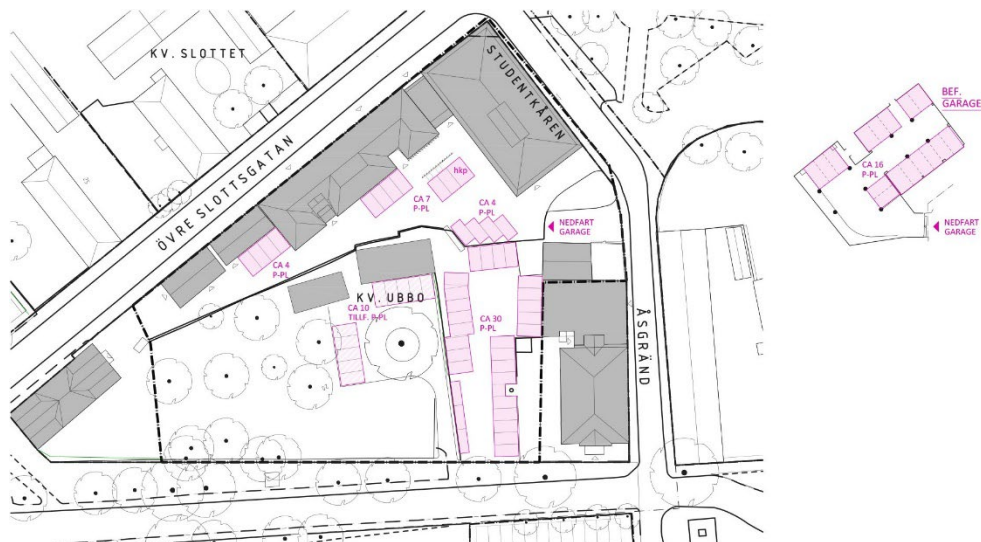 KV. SLOTTET
STUDENTKÅREN
ÖVRE SLOTTSGATAN
hkp
CA 7
P-PL
CA 4
P-PL
NEDFART
GARAGE
CA 4
P-PL
KV. UBBO
CA 10
TILLF. P-PL
CA 30
P-PL
ÅSGRÄND
BEF.
GARAGE
CA 16
P-PL
NEDFART
GARAGE